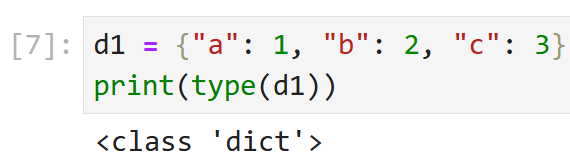 [7]: d1 = {"a": 1, "b": 2, "c": 3}
print(type(d1))
<class 'dict'>